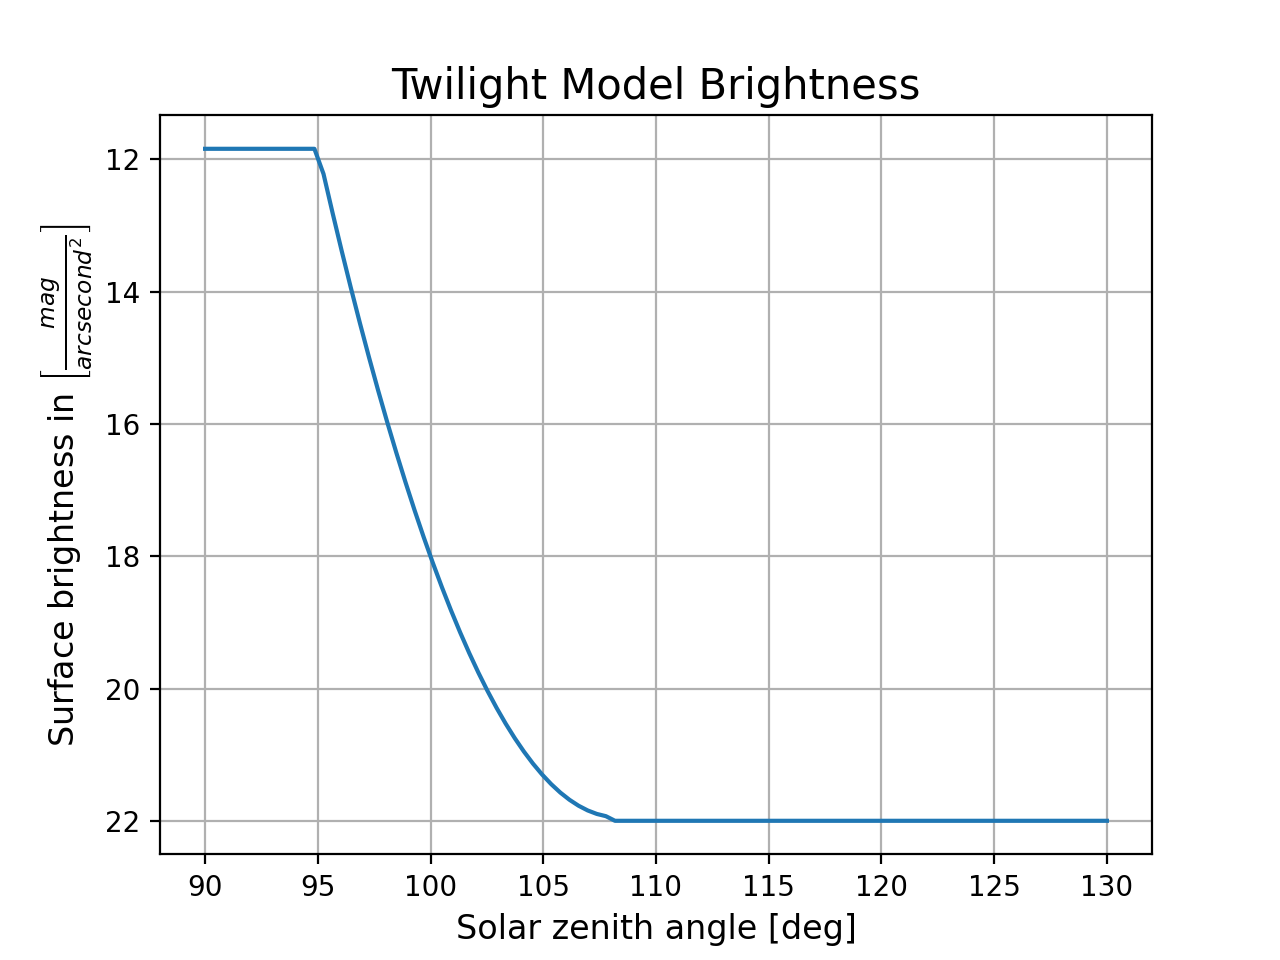 Twilight Model Brightness
Surface brightness in [mag/arcsecond²]
12
14
16
18
20
22
90 95 100 105 110 115 120 125 130
Solar zenith angle [deg]